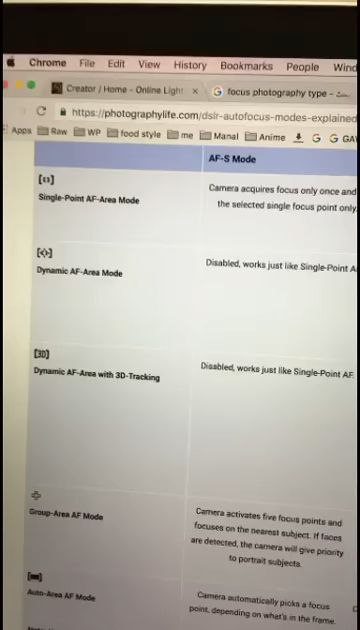 Chrome File Edit View History Bookmarks People Wind
Creator / Home - Online Light × focus photography type -
https://photographylife.com/dslr-autofocus-modes-explained
Apps Raw WP food style me Manal Anime G G GA
AF-S Mode
Single-Point AF-Area Mode
Camera acquires focus only once and
the selected single focus point only.
Dynamic AF-Area Mode
Disabled, works just like Single-Point A
[3D]
Dynamic AF-Area with 3D-Tracking
Disabled, works just like Single-Point AF.
Group-Area AF Mode
Camera activates five focus points and
focuses on the nearest subject. If faces
are detected, the camera will give priority
to portrait subjects.
Auto-Area AF Mode
Camera automatically picks a focus
point, depending on what's in the frame.